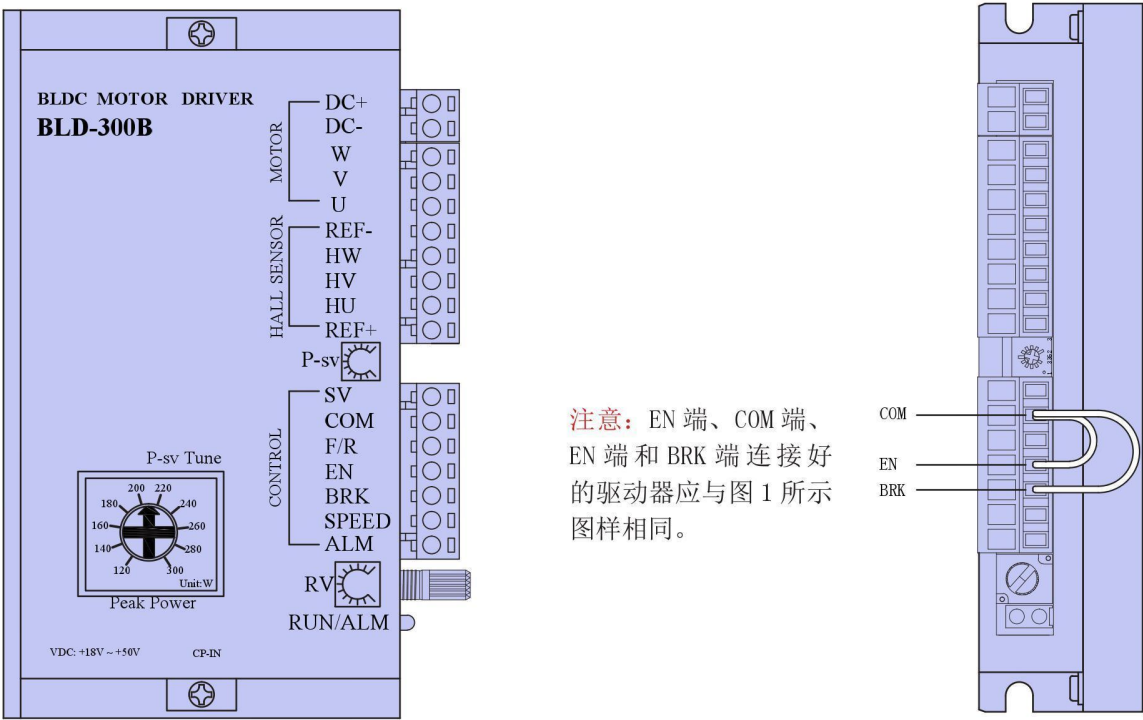 BLDC MOTOR DRIVER
BLD-300B
MOTOR
DC+
DC-
W
V
U
HALL SENSOR
REF-
HW
HV
HU
REF+
P-sv
CONTROL
SV
COM
F/R
EN
BRK
SPEED
ALM
RV
RUN/ALM
P-sv Tune
200 220
180 240
160 260
140 280
120 300
Unit:W
Peak Power
VDC: +18V ~ +50V CP-IN
注意：EN 端、COM 端、
EN 端和 BRK 端连接好
的驱动器应与图 1 所示
图样相同。
COM
EN
BRK